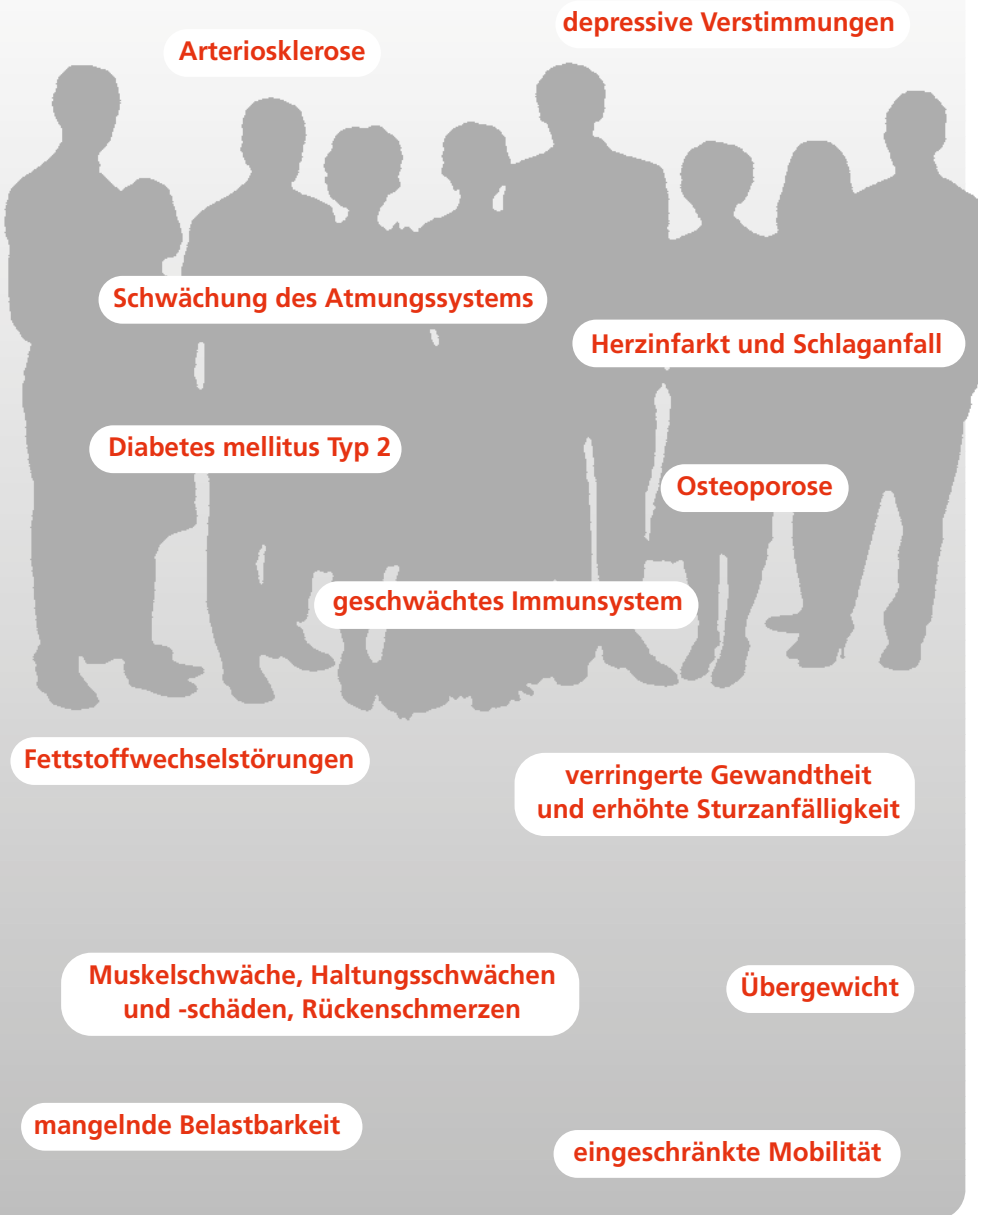 depressive Verstimmungen
Arteriosklerose
Schwächung des Atmungssystems
Herzinfarkt und Schlaganfall
Diabetes mellitus Typ 2
Osteoporose
geschwächtes Immunsystem
Fettstoffwechselstörungen
verringerte Gewandtheit
und erhöhte Sturzanfälligkeit
Muskelschwäche, Haltungsschwächen
und -schäden, Rückenschmerzen
Übergewicht
mangelnde Belastbarkeit
eingeschränkte Mobilität